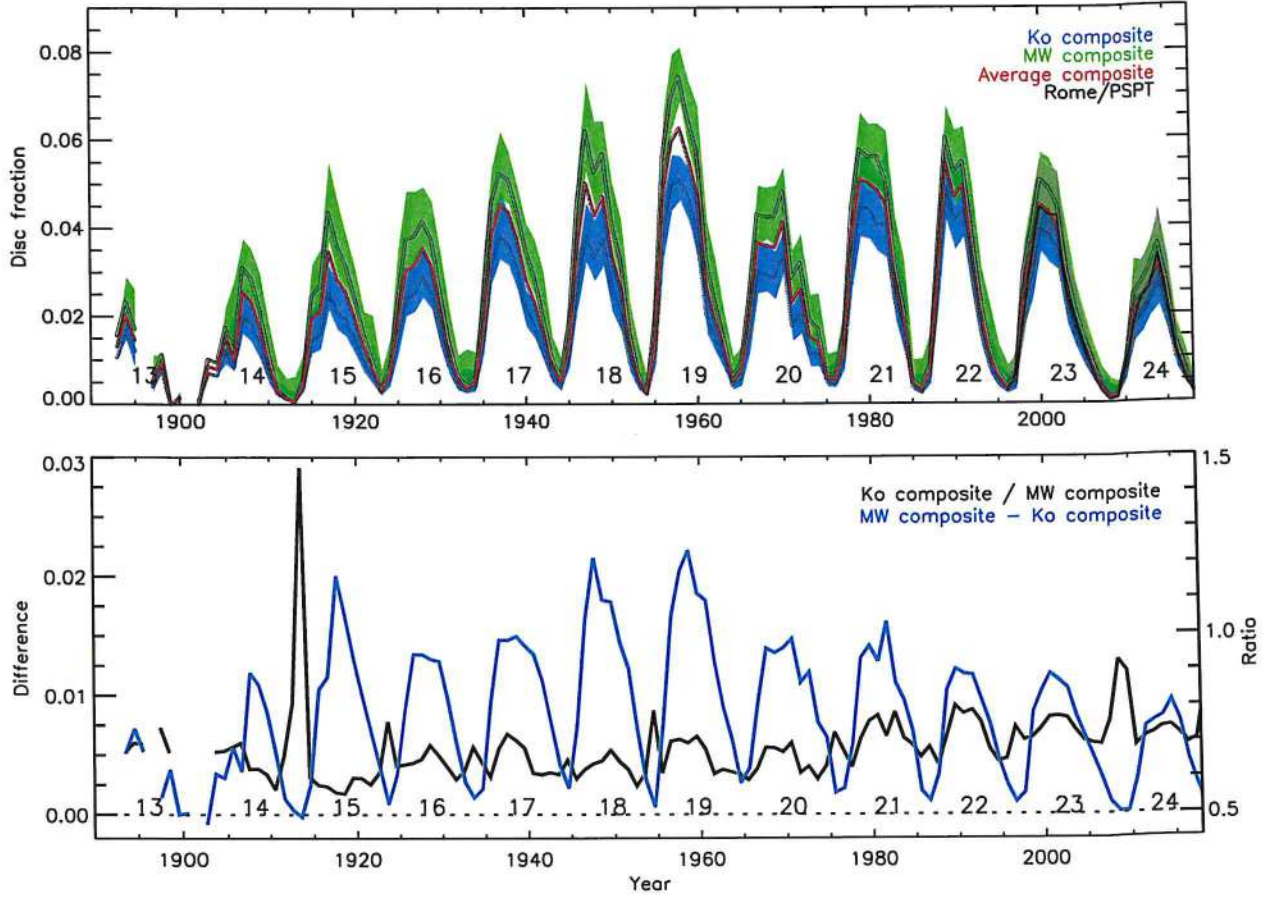 Ko composite
MW composite
Average composite
Rome/PSPT
0.08
0.06
0.04
0.02
0.00
Disc fraction
13 14 15 16 17 18 19 20 21 22 23 24
1900 1920 1940 1960 1980 2000
0.03
0.02
0.01
0.00
Difference
Ko composite / MW composite
MW composite – Ko composite
1.5
1.0
0.5
Ratio
13 14 15 16 17 18 19 20 21 22 23 24
1900 1920 1940 1960 1980 2000
Year